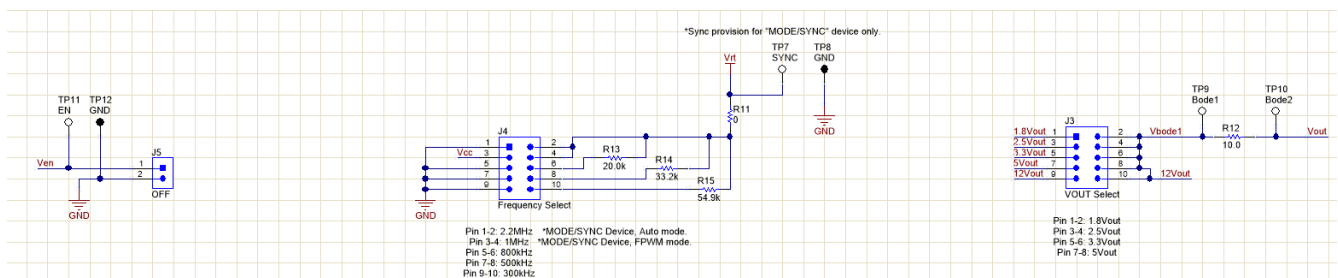 *Sync provision for "MODE/SYNC" device only.
TP7
SYNC
TP8
GND
Vrt
R11
0
GND
TP11
EN
TP12
GND
Ven
J5
1
2
OFF
GND
J4
1
3
5
7
9
2
4
6
8
10
Vcc
R13
20.0k
R14
33.2k
R15
54.9k
GND
Frequency Select
Pin 1-2: 2.2MHz *MODE/SYNC Device, Auto mode.
Pin 3-4: 1MHz *MODE/SYNC Device, FPWM mode.
Pin 5-6: 800kHz
Pin 7-8: 500kHz
Pin 9-10: 300kHz
TP9
Bode1
TP10
Bode2
J3
1.8Vout
2.5Vout
3.3Vout
5Vout
12Vout
1
3
5
7
9
2
4
6
8
10
Vbode1
R12
10.0
Vout
12Vout
VOUT Select
Pin 1-2: 1.8Vout
Pin 3-4: 2.5Vout
Pin 5-6: 3.3Vout
Pin 7-8: 5Vout